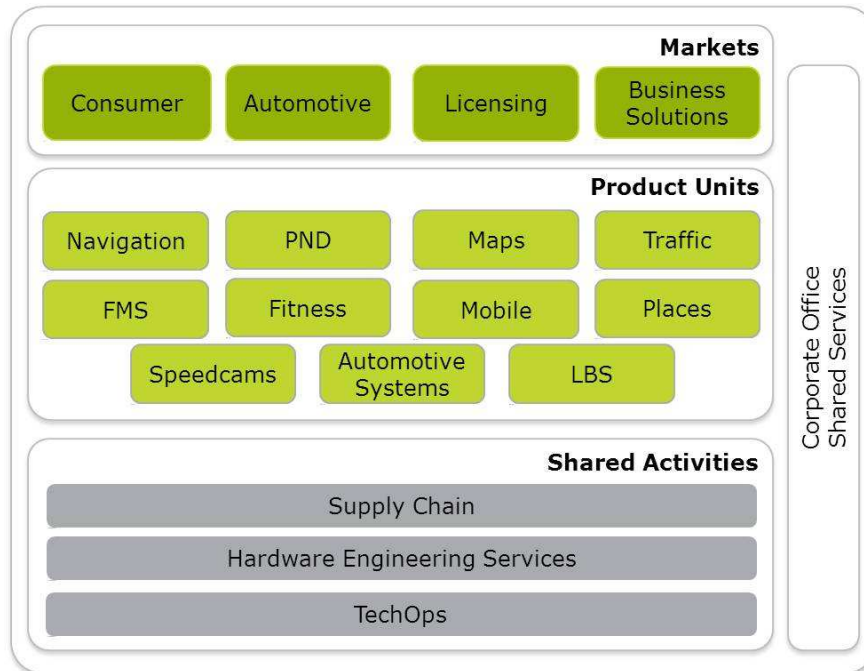 Markets
Consumer
Automotive
Licensing
Business
Solutions
Product Units
Navigation
PND
Maps
Traffic
FMS
Fitness
Mobile
Places
Speedcams
Automotive
Systems
LBS
Shared Activities
Supply Chain
Hardware Engineering Services
TechOps
Corporate Office
Shared Services